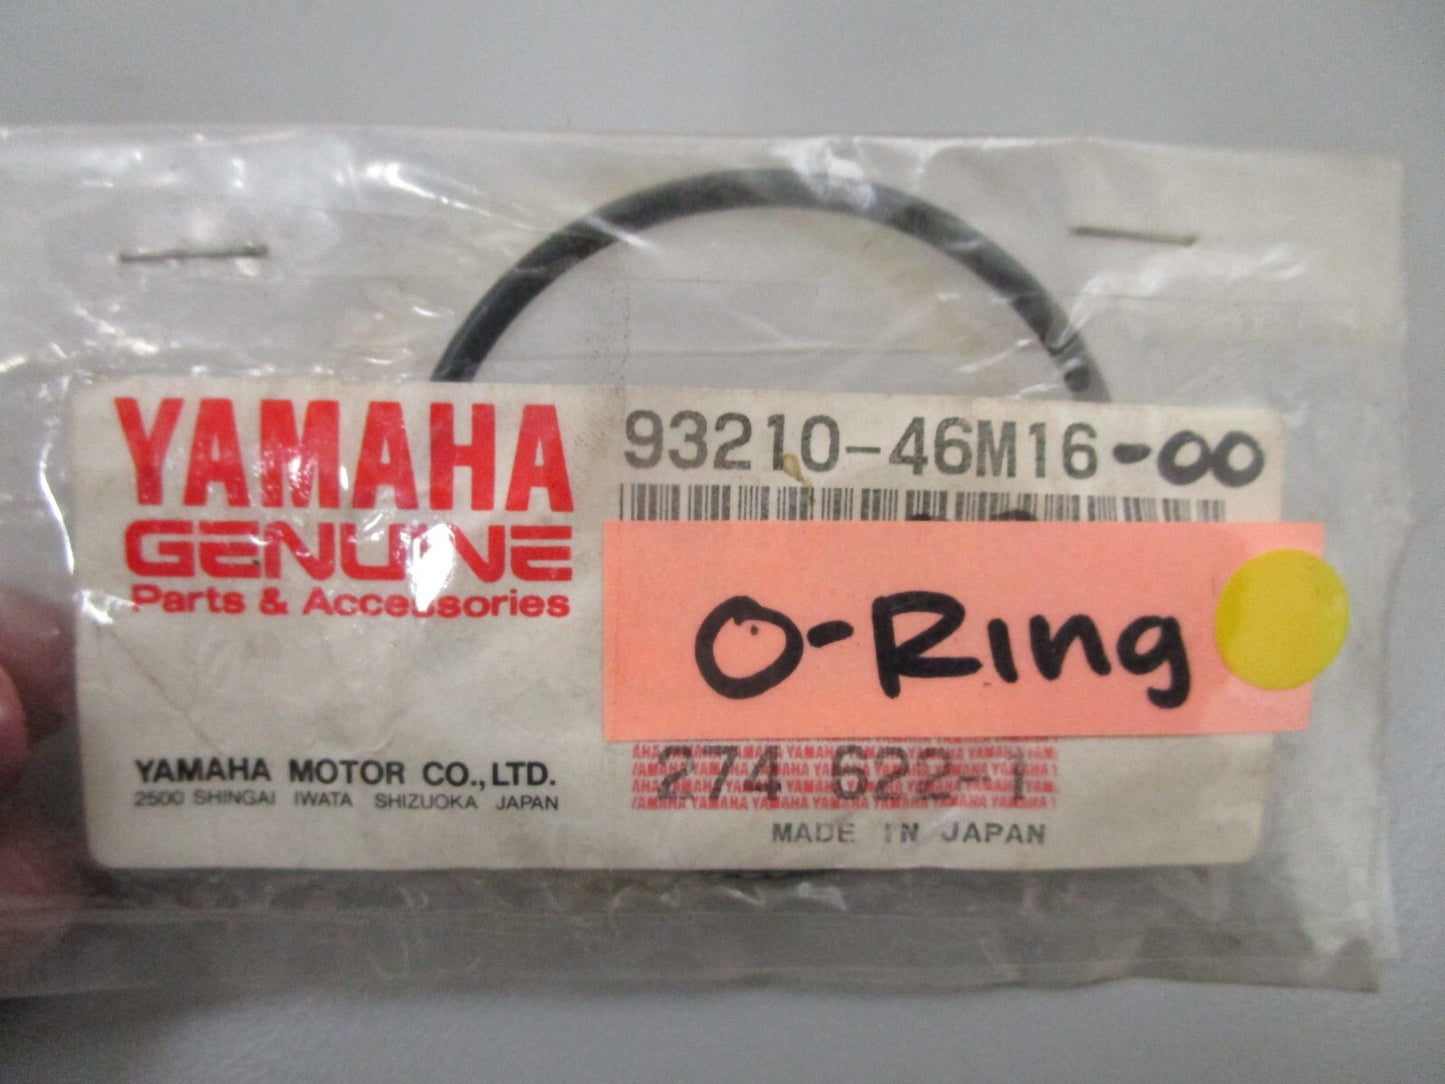 YAMAHA
GENUINE
Parts & Accessories
93210-46M16-00
O-Ring
YAMAHA MOTOR CO.,LTD.
2500 SHINGAI IWATA SHIZUOKA JAPAN
274 622-1
MADE IN JAPAN